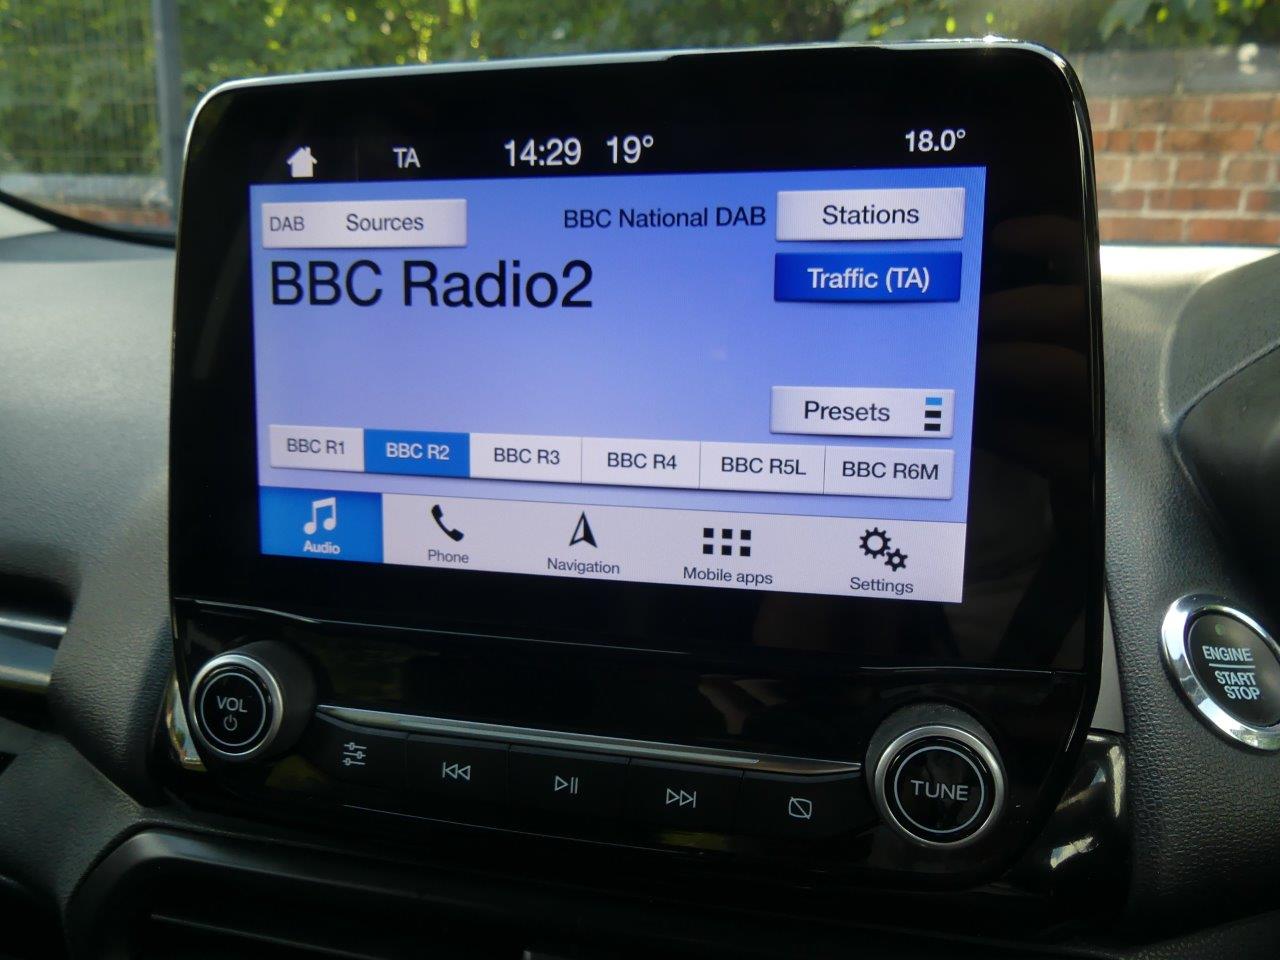 TA 14:29 19° 18.0°
DAB Sources BBC National DAB Stations
BBC Radio2
Traffic (TA)
Presets
BBC R1 BBC R2 BBC R3 BBC R4 BBC R5L BBC R6M
Audio Phone Navigation Mobile apps Settings
VOL
TUNE
ENGINE
START
STOP